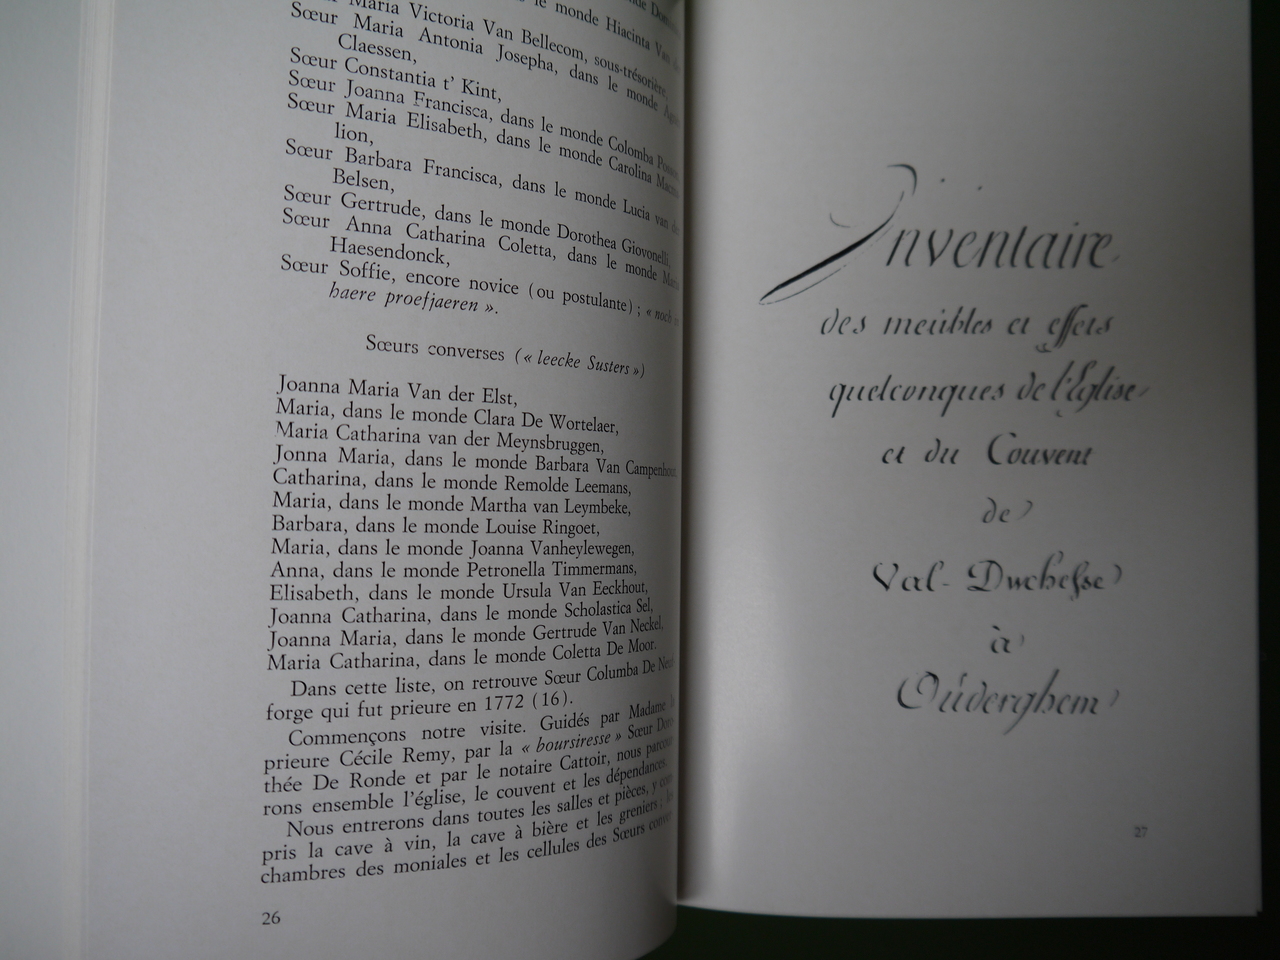 le monde Hiacinta Van
Maria Victoria Van Bellecom, sous-trésorière,
Sœur Maria Antonia Josepha, dans le monde
Claessen,
Sœur Constantia t' Kint,
Sœur Joanna Francisca, dans le monde Colomba
Sœur Maria Elisabeth, dans le monde Carolina
lion,
Sœur Barbara Francisca, dans le monde Lucia van
Belsen,
Sœur Gertrude, dans le monde Dorothea Giovonelli,
Sœur Anna Catharina Coletta, dans le monde
Haesendonck,
Sœur Soffie, encore novice (ou postulante) ; « noch
haere proefjaeren ».
Sœurs converses (« leecke Susters »)
Joanna Maria Van der Elst,
Maria, dans le monde Clara De Wortelaer,
Maria Catharina van der Meynsbruggen,
Jonna Maria, dans le monde Barbara Van Campenhout,
Catharina, dans le monde Remolde Leemans,
Maria, dans le monde Martha van Leymbeke,
Barbara, dans le monde Louise Ringoet,
Maria, dans le monde Joanna Vanheylewegen,
Anna, dans le monde Petronella Timmermans,
Elisabeth, dans le monde Ursula Van Eeckhout,
Joanna Catharina, dans le monde Scholastica Sel,
Joanna Maria, dans le monde Gertrude Van Neckel,
Maria Catharina, dans le monde Coletta De Moor.
Dans cette liste, on retrouve Sœur Columba De
forge qui fut prieure en 1772 (16).
Commençons notre visite. Guidés par Madame
prieure Cécile Remy, par la « boursiresse » Sœur Doro-
thée De Ronde et par le notaire Cattoir, nous parcou-
rons ensemble l'église, le couvent et les dépendances.
Nous entrerons dans toutes les salles et pièces, y com-
pris la cave à vin, la cave à bière et les greniers ;
chambres des moniales et les cellules des Sœurs
26
Inventaire
des meubles et effets
quelconques de l'Eglise
et du Couvent
de
Val-Duchesse
à
Ouderghem
27